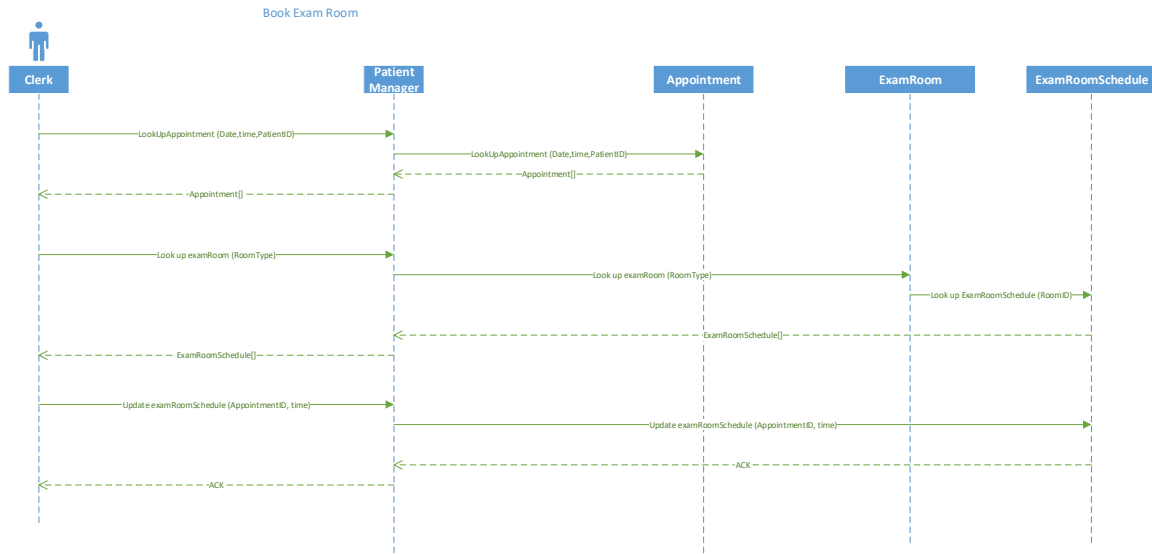 Book Exam Room
Clerk
Patient
Manager
Appointment
ExamRoom
ExamRoomSchedule
LookUpAppointment (Date,time,PatientID)
LookUpAppointment (Date,time,PatientID)
Appointment[]
Appointment[]
Look up examRoom (RoomType)
Look up examRoom (RoomType)
Look up ExamRoomSchedule (RoomID)
ExamRoomSchedule[]
ExamRoomSchedule[]
Update examRoomSchedule (AppointmentID, time)
Update examRoomSchedule (AppointmentID, time)
ACK
ACK